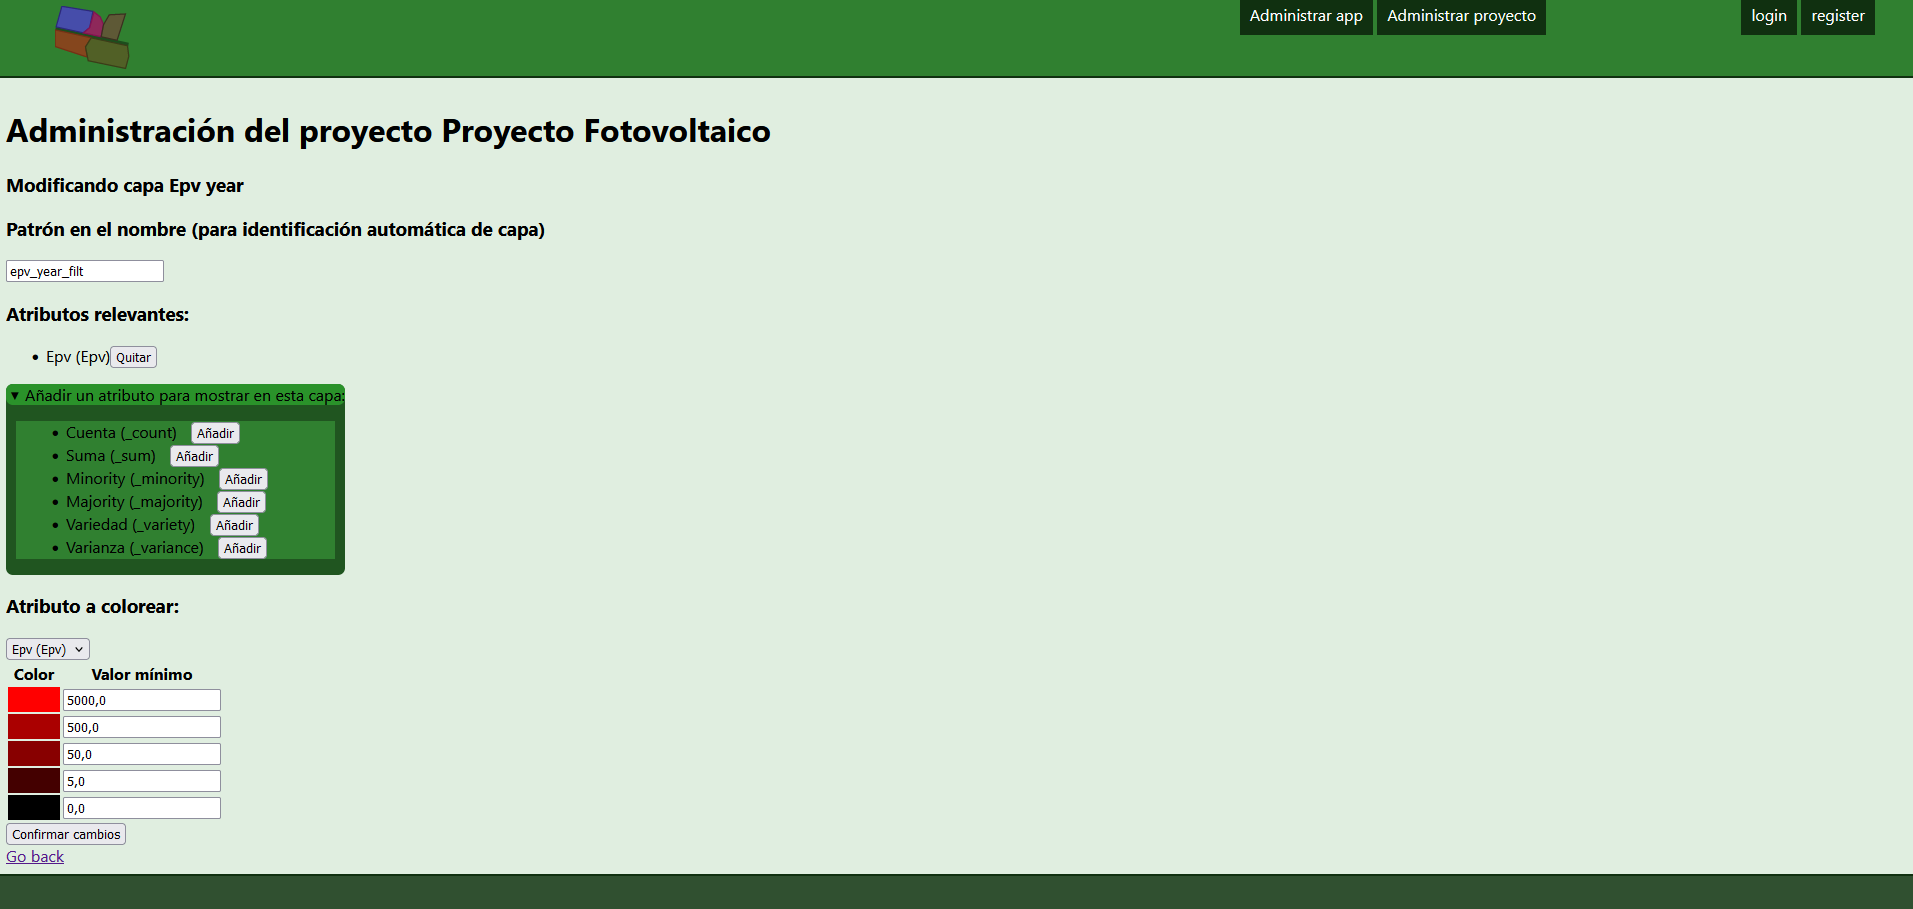 Administrar app
Administrar proyecto
login
register
Administración del proyecto Proyecto Fotovoltaico
Modificando capa Epv year
Patrón en el nombre (para identificación automática de capa)
epv_year_filt
Atributos relevantes:
Epv (Epv) Quitar
Añadir un atributo para mostrar en esta capa:
Cuenta (_count) Añadir
Suma (_sum) Añadir
Minority (_minority) Añadir
Majority (_majority) Añadir
Variedad (_variety) Añadir
Varianza (_variance) Añadir
Atributo a colorear:
Epv (Epv)
Color Valor mínimo
5000,0
500,0
50,0
5,0
0,0
Confirmar cambios
Go back